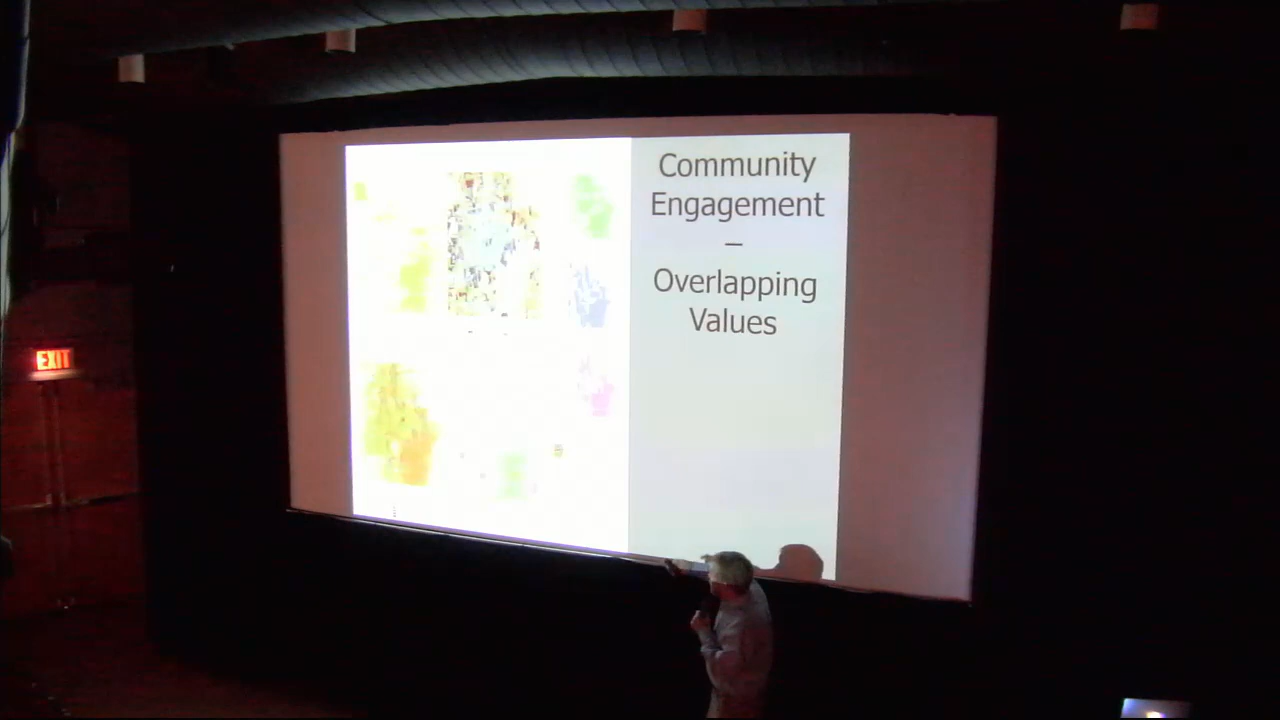 Community
Engagement
–
Overlapping
Values
EXIT